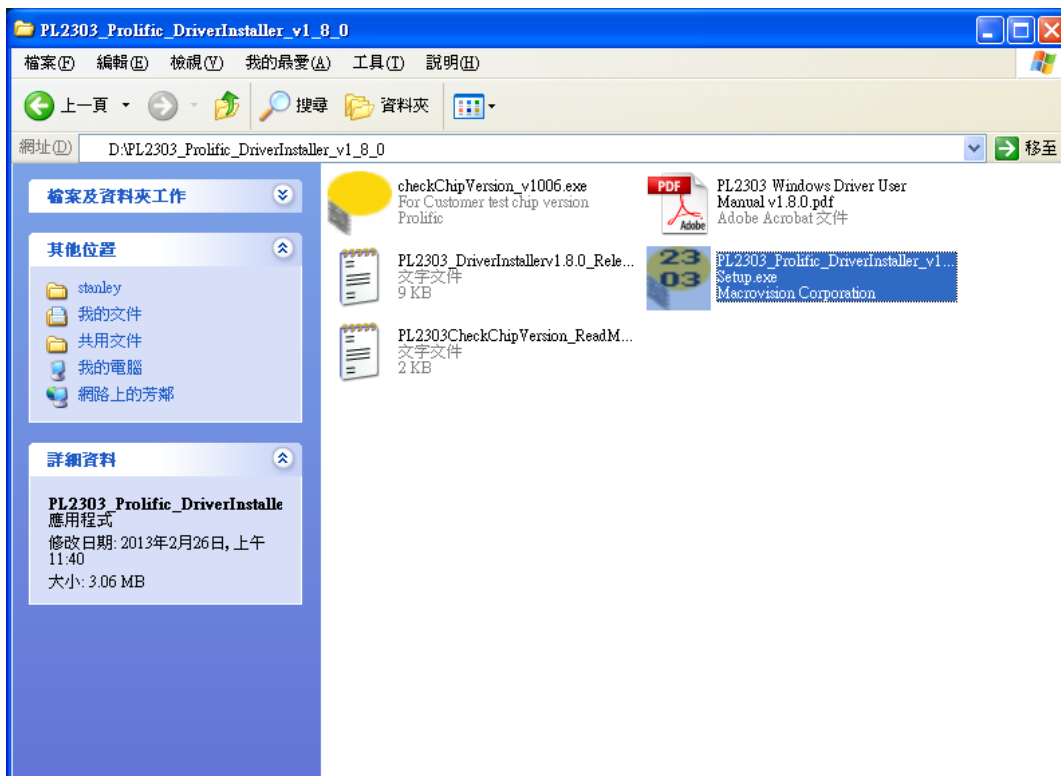 PL2303_Prolific_DriverInstaller_v1_8_0
檔案(F) 編輯(E) 檢視(V) 我的最愛(A) 工具(T) 說明(H)
上一頁 搜尋 資料夾
網址(D) D:\PL2303_Prolific_DriverInstaller_v1_8_0 移至
檔案及資料夾工作
其他位置
stanley
我的文件
共用文件
我的電腦
網路上的芳鄰
詳細資料
PL2303_Prolific_DriverInstalle
應用程式
修改日期: 2013年2月26日, 上午
11:40
大小: 3.06 MB
checkChipVersion_v1006.exe
For Customer test chip version
Prolific
PDF
Adobe
PL2303 Windows Driver User
Manual v1.8.0.pdf
Adobe Acrobat 文件
PL2303_DriverInstallerv1.8.0_Rele...
文字文件
9 KB
23
03
PL2303_Prolific_DriverInstaller_v1...
Setup.exe
Macrovision Corporation
PL2303CheckChipVersion_ReadM...
文字文件
2 KB